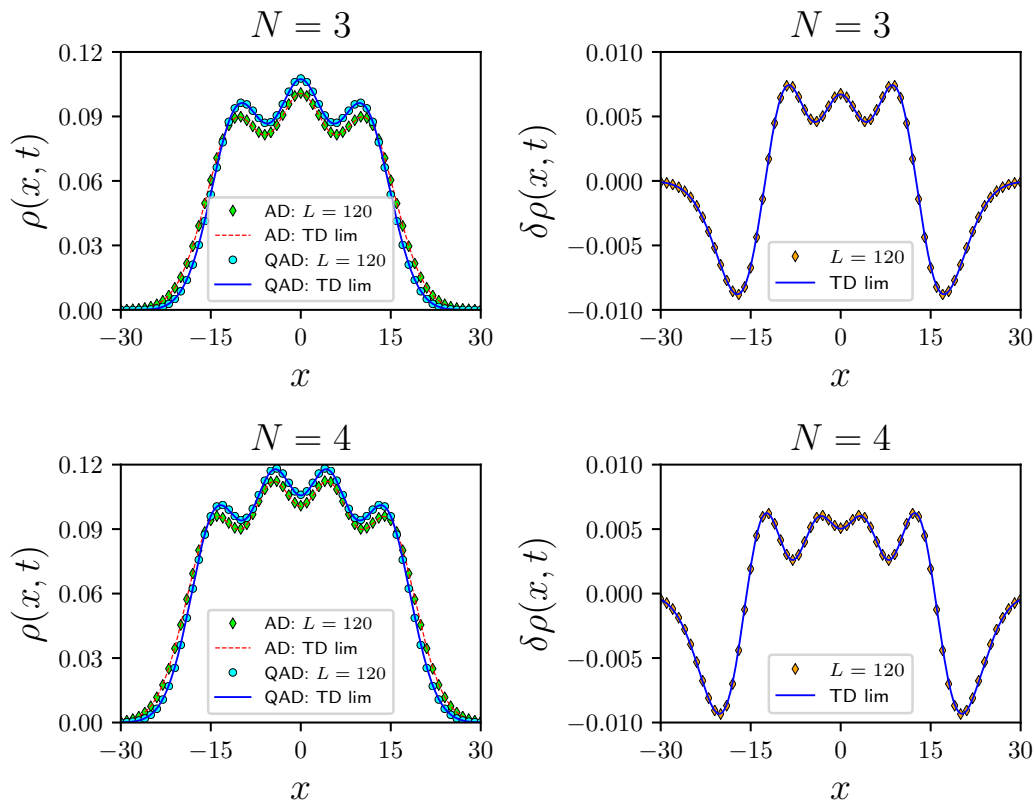 N = 3
0.12
0.09
0.06
0.03
0.00
ρ(x, t)
AD: L = 120
AD: TD lim
QAD: L = 120
QAD: TD lim
−30 −15 0 15 30
x
N = 3
0.010
0.005
0.000
−0.005
−0.010
δρ(x, t)
L = 120
TD lim
−30 −15 0 15 30
x
N = 4
0.12
0.09
0.06
0.03
0.00
ρ(x, t)
AD: L = 120
AD: TD lim
QAD: L = 120
QAD: TD lim
−30 −15 0 15 30
x
N = 4
0.010
0.005
0.000
−0.005
−0.010
δρ(x, t)
L = 120
TD lim
−30 −15 0 15 30
x